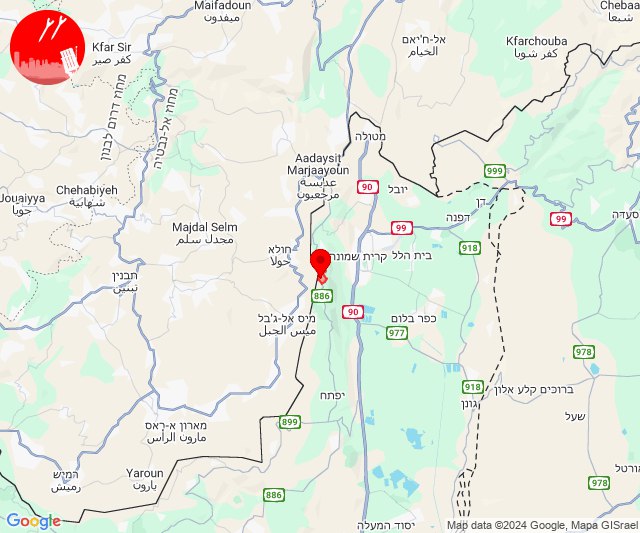 Maifadoun
ميفدون
Kfar Sir
كفر صير
אל-ח'יאם
الخيام
Kfarchouba
كفر شوبا
Chebaa
شبعا
מחוז דרום לבנון
מחוז אל-נבטיה
מטולה
Aadaysit
Marjaayoun
عديسة
مرجعيون
999
90
יובל
דן
דפנה
99
99
סעדה
Jouaiyya
جويا
Chehabiyeh
شهابية
Majdal Selm
مجدل سلم
חולא
حولا
918
קרית שמונה
בית הלל
תבנין
تبنين
886
90
מיס אל-ג'בל
ميس الجبل
כפר בלום
977
978
יפתח
918
גונן
ברוכים קלע אלון
שעל
899
מארון א-ראס
مارون الراس
רמיש
رميش
Yaroun
يارون
886
978
יסוד המעלה
Google
Map data ©2024 Google, Mapa GISrael